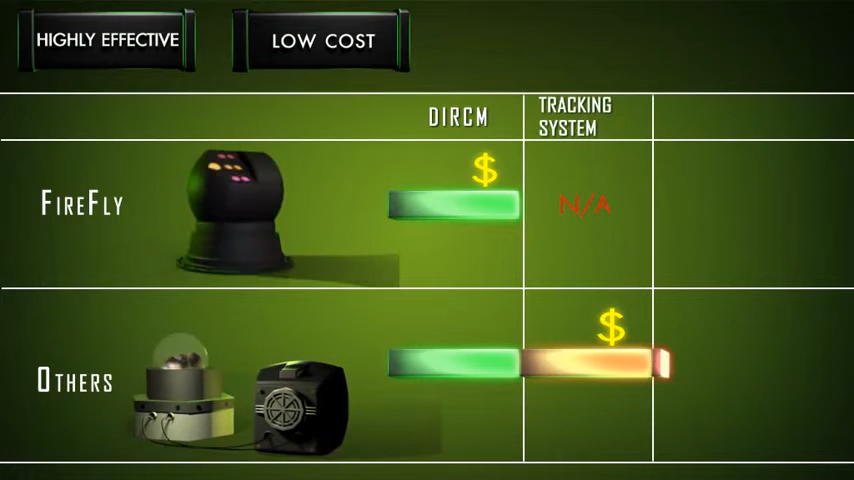 HIGHLY EFFECTIVE
LOW COST
DIRCM
TRACKING
SYSTEM
FIREFLY
$
N/A
OTHERS
$